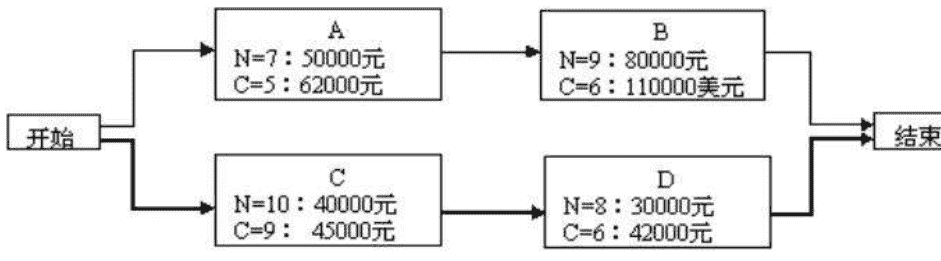 A
N=7：50000元
C=5：62000元
B
N=9：80000元
C=6：110000美元
开始
结束
C
N=10：40000元
C=9： 45000元
D
N=8：30000元
C=6：42000元